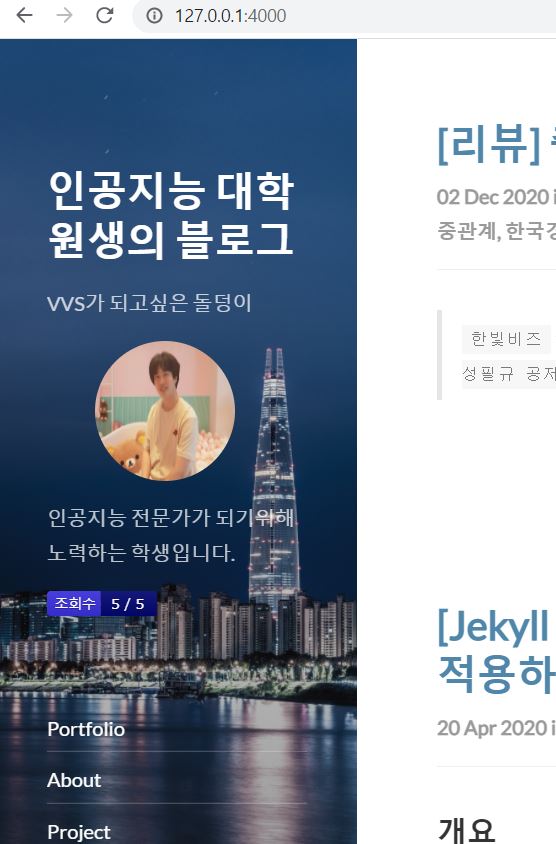 127.0.0.1:4000
인공지능 대학
원생의 블로그
VVS가 되고싶은 돌덩이
인공지능 전문가가 되기위해
노력하는 학생입니다.
조회수 5 / 5
Portfolio
About
Project
[리뷰]
02 Dec 2020 i
중관계, 한국경
한빛비즈
성필규 공저
[Jekyll
적용하
20 Apr 2020 i
개요